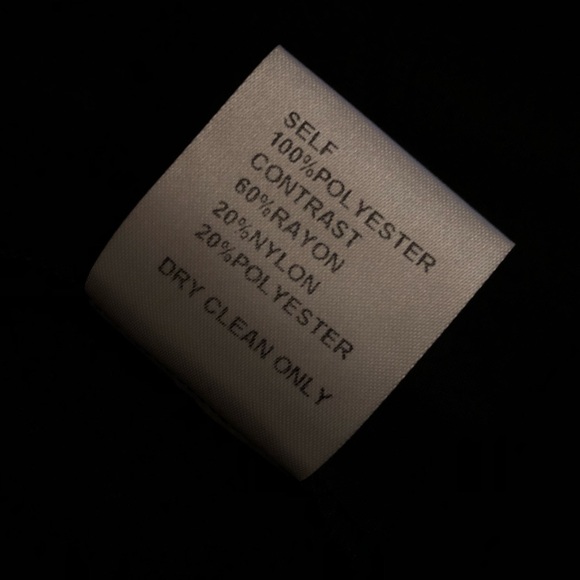 SELF
100%POLYESTER
CONTRAST
60%RAYON
20%NYLON
20%POLYESTER
DRY CLEAN ONLY